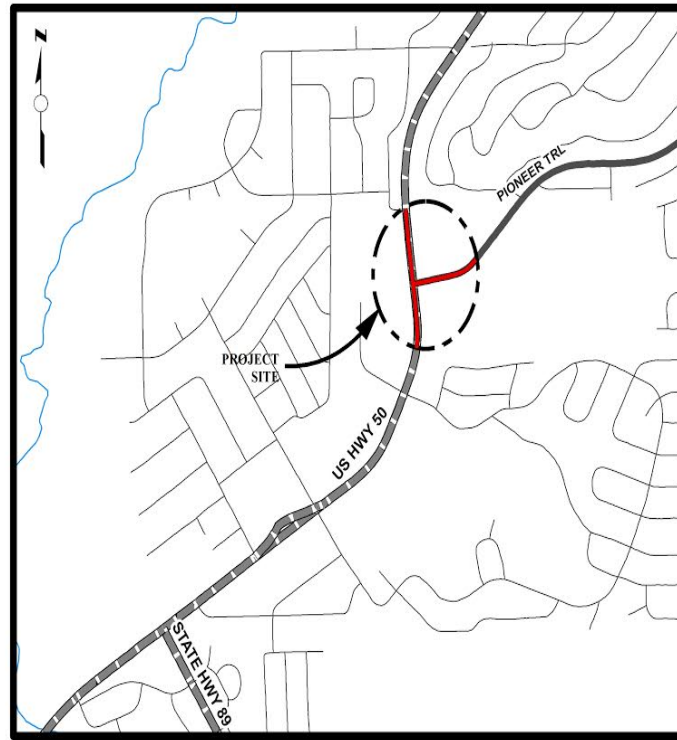 N
PIONEER TRL
PROJECT
SITE
US HWY 50
STATE HWY 89